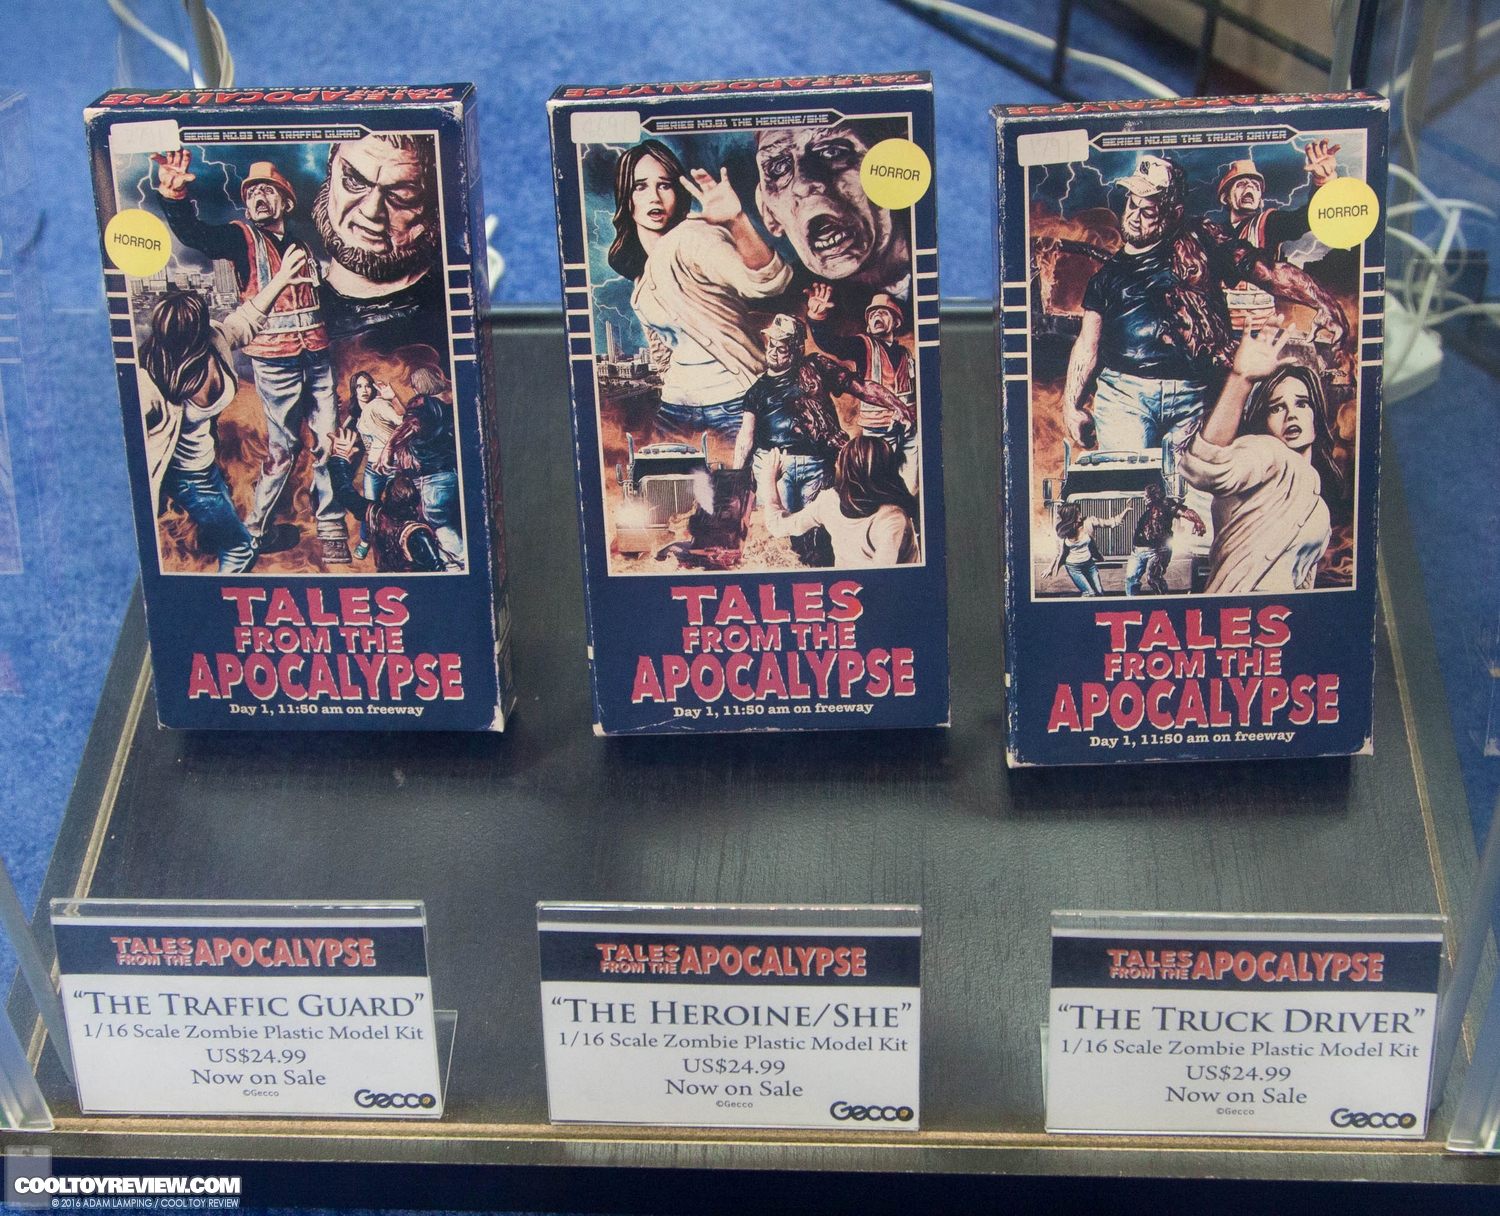 TALES FROM THE APOCALYPSE
SERIES NO.03 THE TRAFFIC GUARD
HORROR
TALES
FROM THE
APOCALYPSE
Day 1, 11:50 am on freeway
TALES FROM THE APOCALYPSE
SERIES NO.01 THE HEROINE/SHE
HORROR
TALES
FROM THE
APOCALYPSE
Day 1, 11:50 am on freeway
SERIES NO.02 THE TRUCK DRIVER
HORROR
TALES
FROM THE
APOCALYPSE
Day 1, 11:50 am on freeway
TALES FROM THE APOCALYPSE
"THE TRAFFIC GUARD"
1/16 Scale Zombie Plastic Model Kit
US$24.99
Now on Sale
©Gecco
Gecco
TALES FROM THE APOCALYPSE
"THE HEROINE/SHE"
1/16 Scale Zombie Plastic Model Kit
US$24.99
Now on Sale
©Gecco
Gecco
TALES FROM THE APOCALYPSE
"THE TRUCK DRIVER"
1/16 Scale Zombie Plastic Model Kit
US$24.99
Now on Sale
©Gecco
Gecco
COOLTOYREVIEW.COM
© 2016 ADAM LAMPING / COOL TOY REVIEW